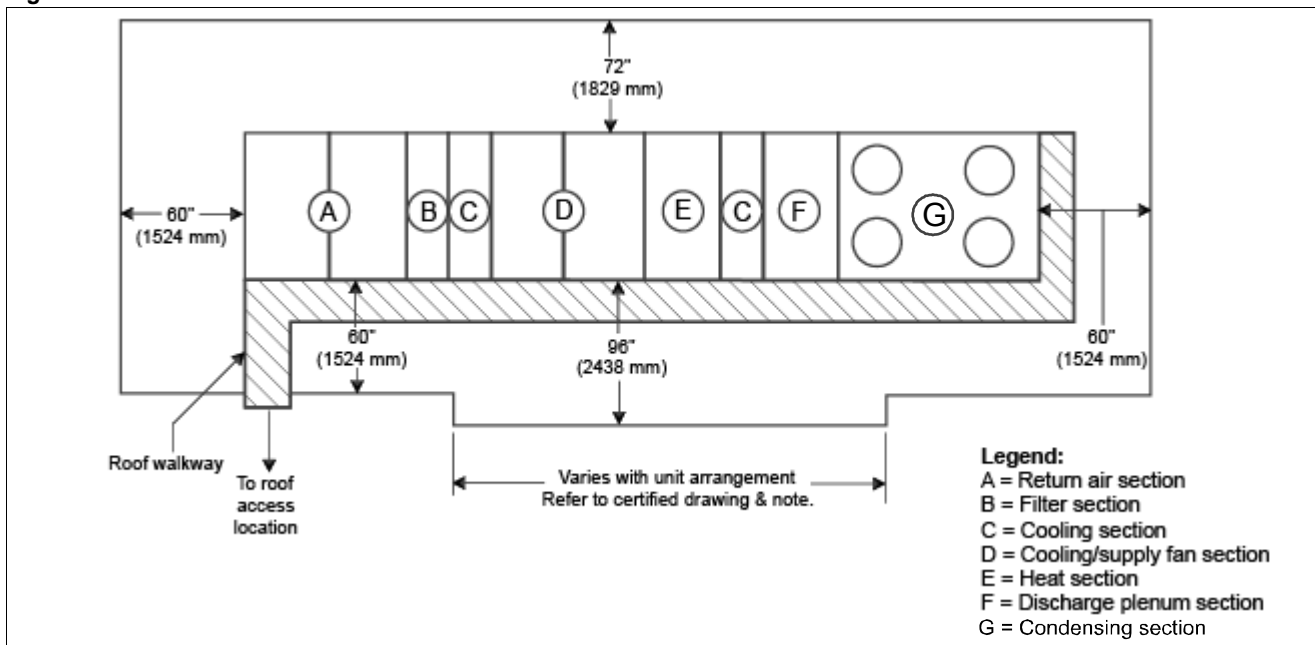 72"
(1829 mm)
A
B
C
D
E
C
F
G
60"
(1524 mm)
60"
(1524 mm)
96"
(2438 mm)
60"
(1524 mm)
Roof walkway
To roof
access
location
Varies with unit arrangement
Refer to certified drawing & note.
Legend:
A = Return air section
B = Filter section
C = Cooling section
D = Cooling/supply fan section
E = Heat section
F = Discharge plenum section
G = Condensing section